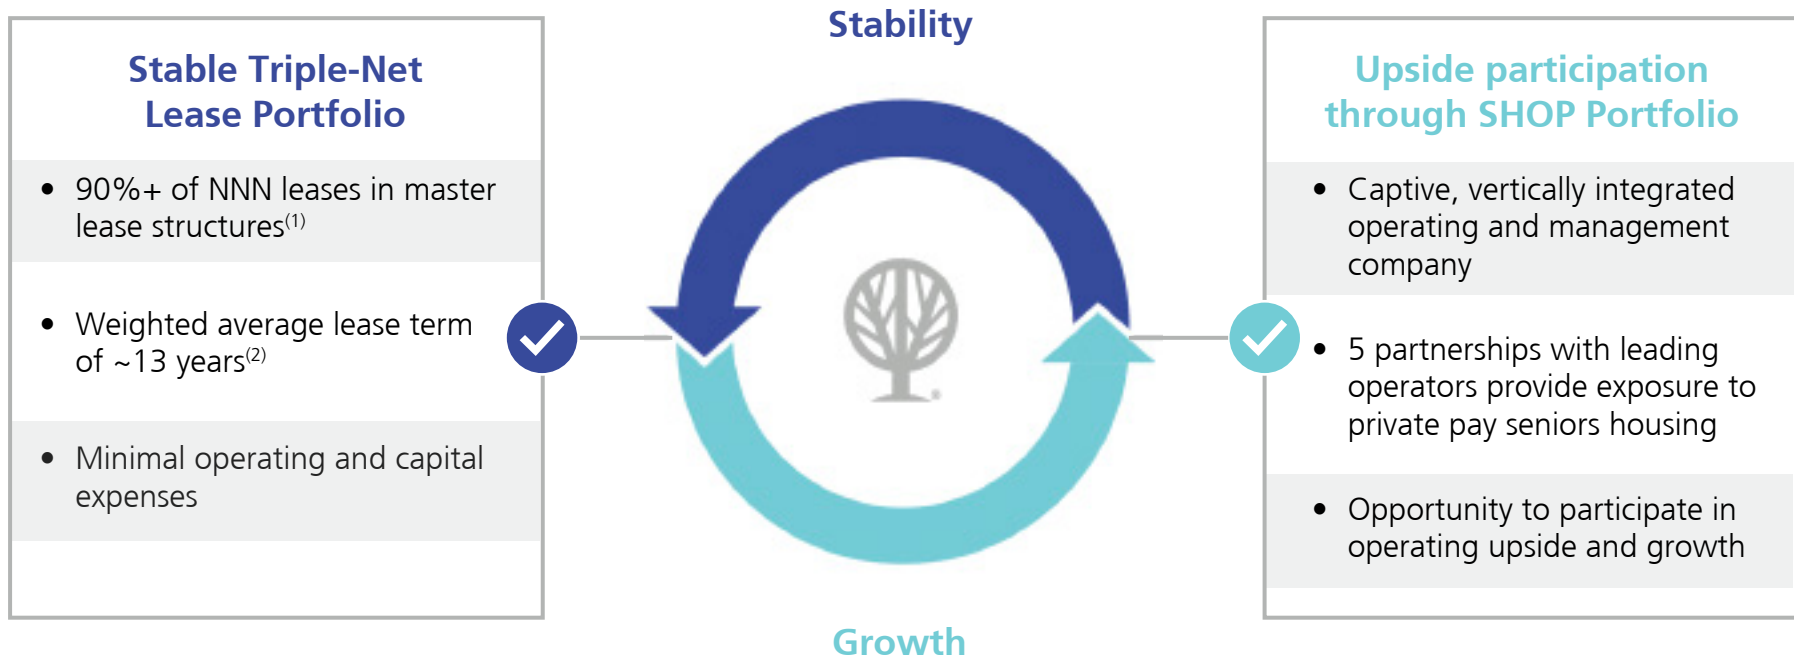 Stability
Stable Triple-Net
Lease Portfolio
• 90%+ of NNN leases in master
lease structures(1)
• Weighted average lease term
of ~13 years(2)
• Minimal operating and capital
expenses
Upside participation
through SHOP Portfolio
• Captive, vertically integrated
operating and management
company
• 5 partnerships with leading
operators provide exposure to
private pay seniors housing
• Opportunity to participate in
operating upside and growth
®
Growth